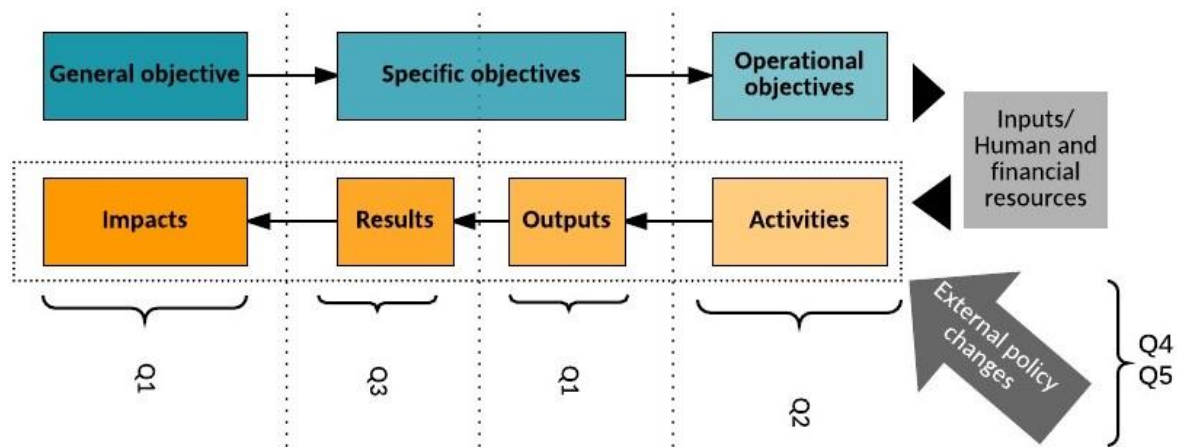 General objective
Specific objectives
Operational
objectives
Inputs/
Human and
financial
resources
Impacts
Results
Outputs
Activities
External policy
changes
Q1
Q3
Q1
Q2
Q4
Q5